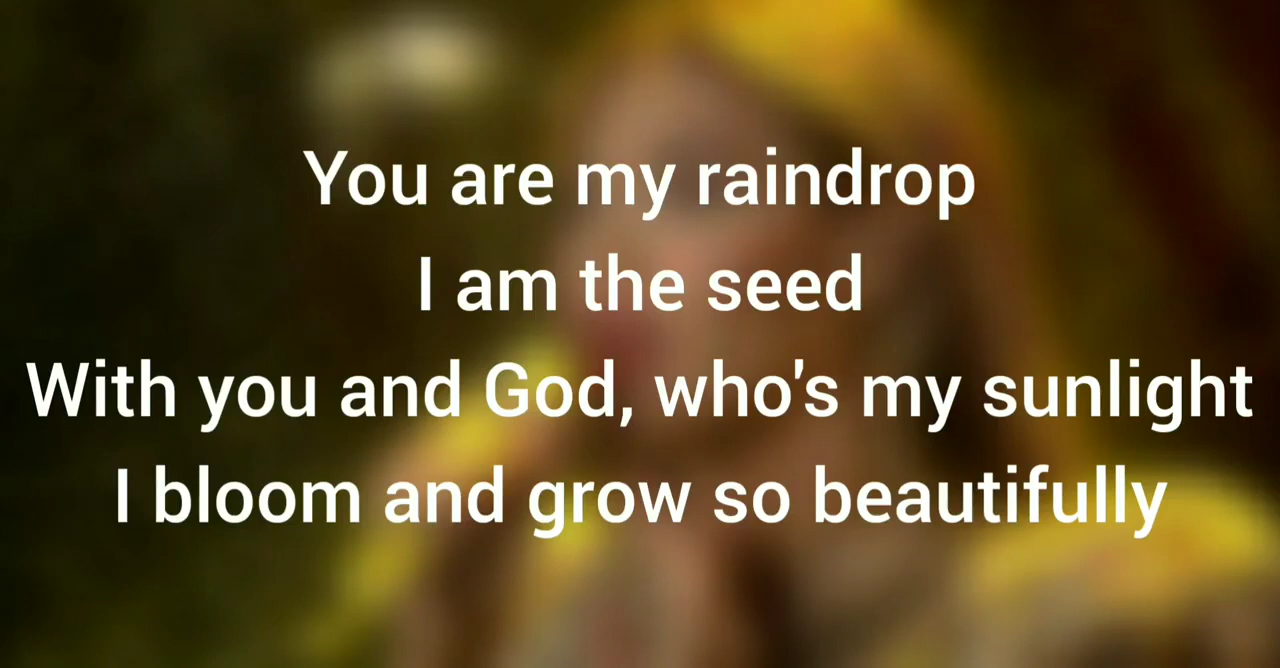 You are my raindrop
I am the seed
With you and God, who's my sunlight
I bloom and grow so beautifully